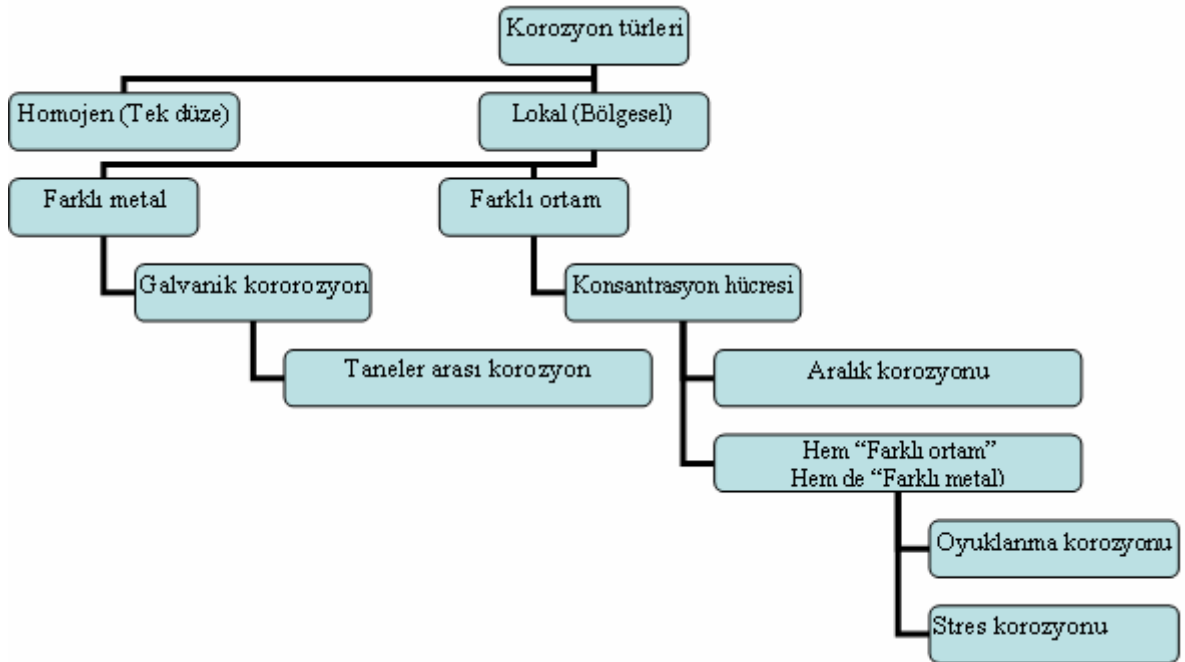 Korozyon türleri
Homojen (Tek düze)
Lokal (Bölgesel)
Farklı metal
Farklı ortam
Galvanik kororozyon
Konsantrasyon hücresi
Taneler arası korozyon
Aralık korozyonu
Hem “Farklı ortam”
Hem de “Farklı metal)
Oyuklanma korozyonu
Stres korozyonu